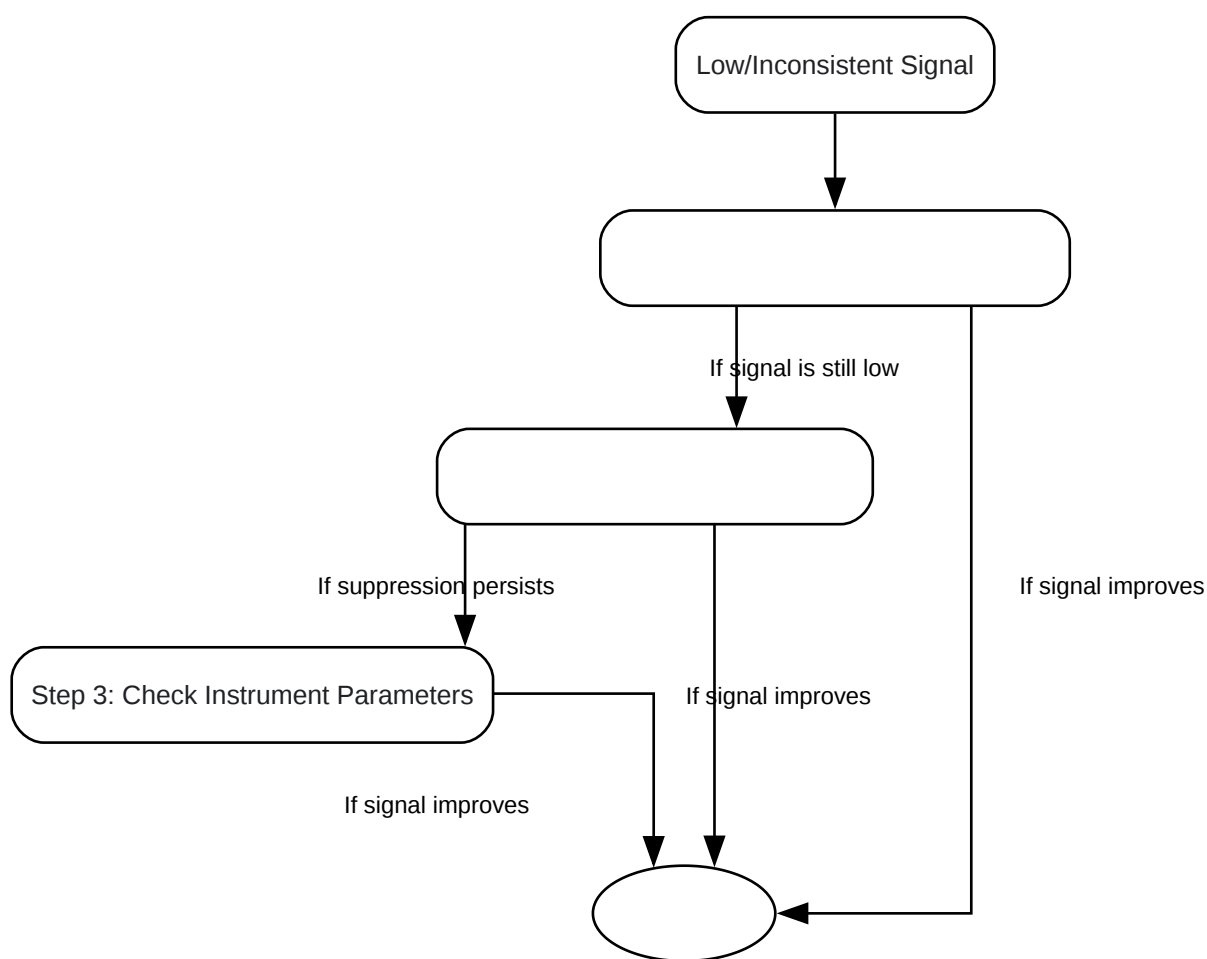 Low/Inconsistent Signal
If signal is still low
If suppression persists
If signal improves
Step 3: Check Instrument Parameters
If signal improves
If signal improves